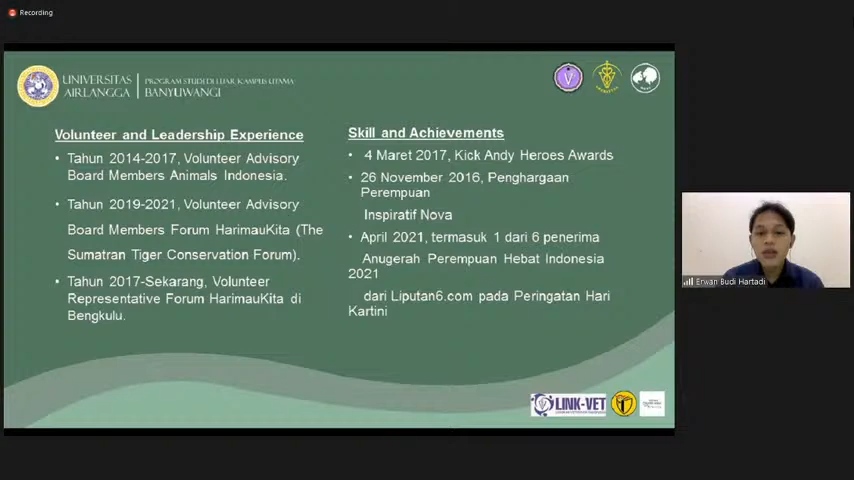 Recording
UNIVERSITAS
AIRLANGGA
PROGRAM STUDI DI LUAR KAMPUS UTAMA
BANYUWANGI
Volunteer and Leadership Experience
• Tahun 2014-2017, Volunteer Advisory
Board Members Animals Indonesia.
• Tahun 2019-2021, Volunteer Advisory
Board Members Forum HarimauKita (The
Sumatran Tiger Conservation Forum).
• Tahun 2017-Sekarang, Volunteer
Representative Forum HarimauKita di
Bengkulu.
Skill and Achievements
• 4 Maret 2017, Kick Andy Heroes Awards
• 26 November 2016, Penghargaan
Perempuan
Inspiratif Nova
• April 2021, termasuk 1 dari 6 penerima
Anugerah Perempuan Hebat Indonesia
2021
dari Liputan6.com pada Peringatan Hari
Kartini
Erwan Budi Hartadi
LINK-VET